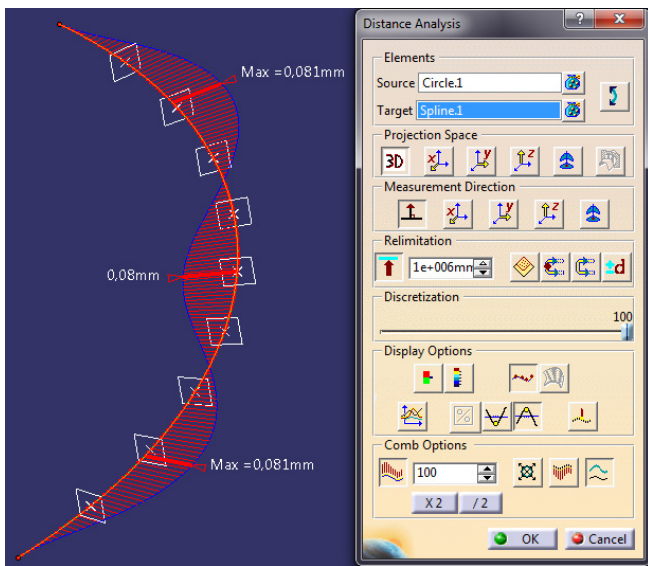 Max =0,081mm
0,08mm
Max =0,081mm
Distance Analysis
?
X
Elements
Source Circle.1
Target Spline.1
Projection Space
3D
x
y
z
Measurement Direction
x
y
z
Relimitation
1e+006mm
±d
Discretization
100
Display Options
%
Comb Options
100
X 2
/ 2
OK
Cancel